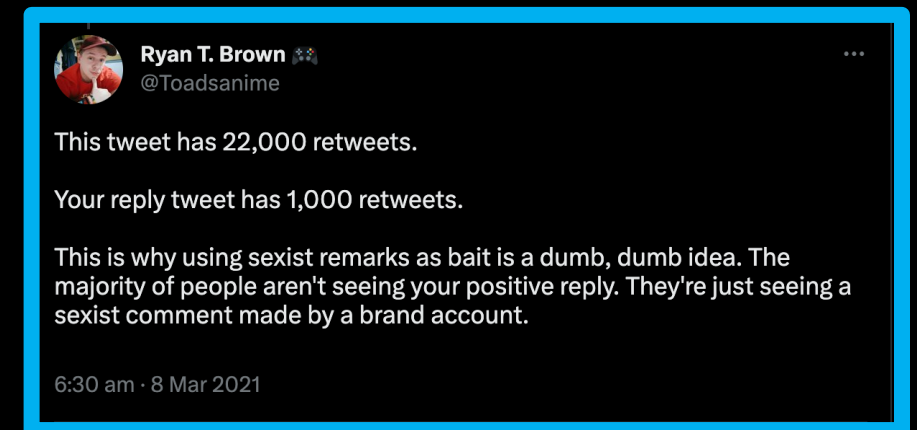 Ryan T. Brown 🎮
@Toadsanime
This tweet has 22,000 retweets.
Your reply tweet has 1,000 retweets.
This is why using sexist remarks as bait is a dumb, dumb idea. The
majority of people aren't seeing your positive reply. They're just seeing a
sexist comment made by a brand account.
6:30 am · 8 Mar 2021